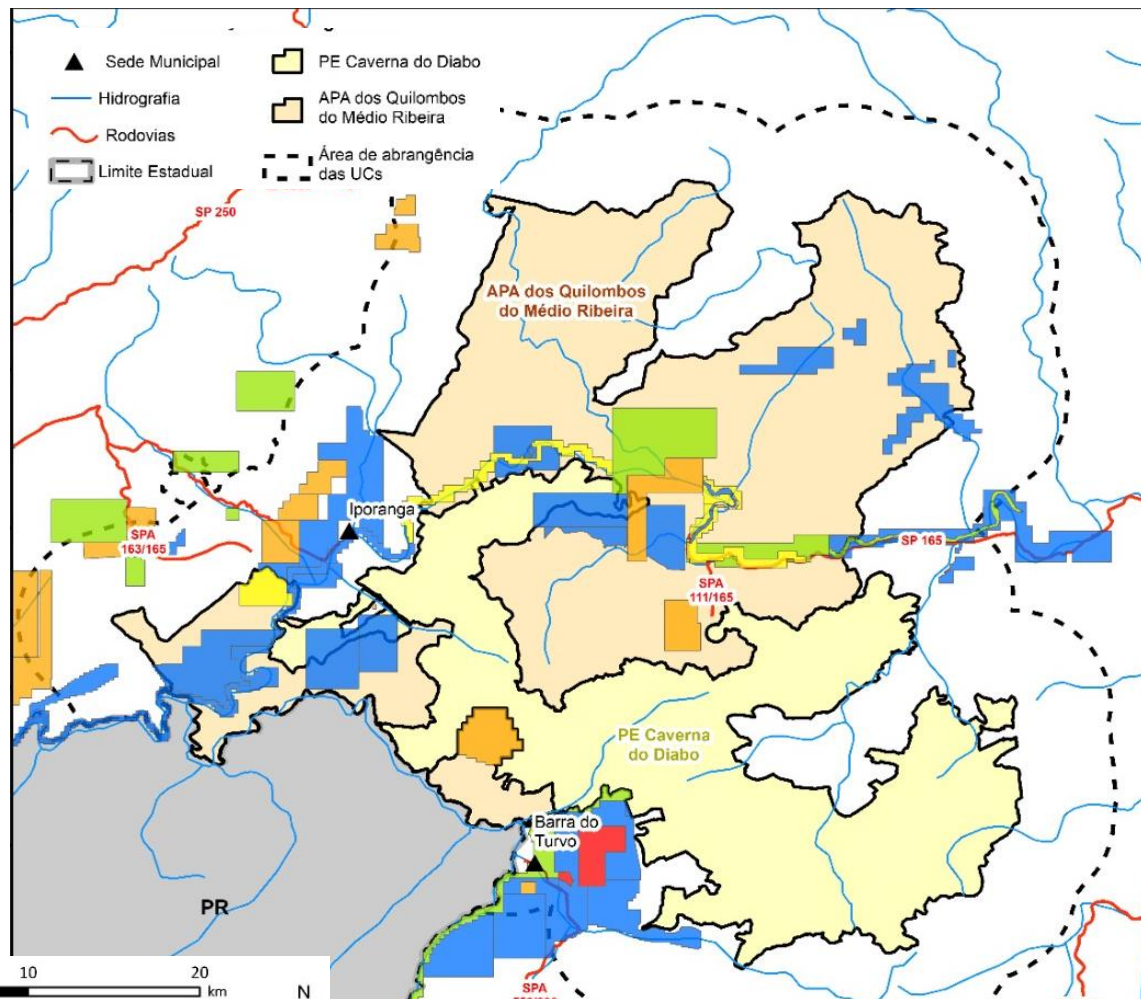 Sede Municipal
Hidrografia
Rodovias
Limite Estadual
PE Caverna do Diabo
APA dos Quilombos
do Médio Ribeira
Área de abrangência
das UCs
SP 250
APA dos Quilombos
do Médio Ribeira
Iporanga
SPA
163/165
SP 165
SPA
111/165
PE Caverna
do Diabo
Barra do
Turvo
PR
SPA
10
20
km
N